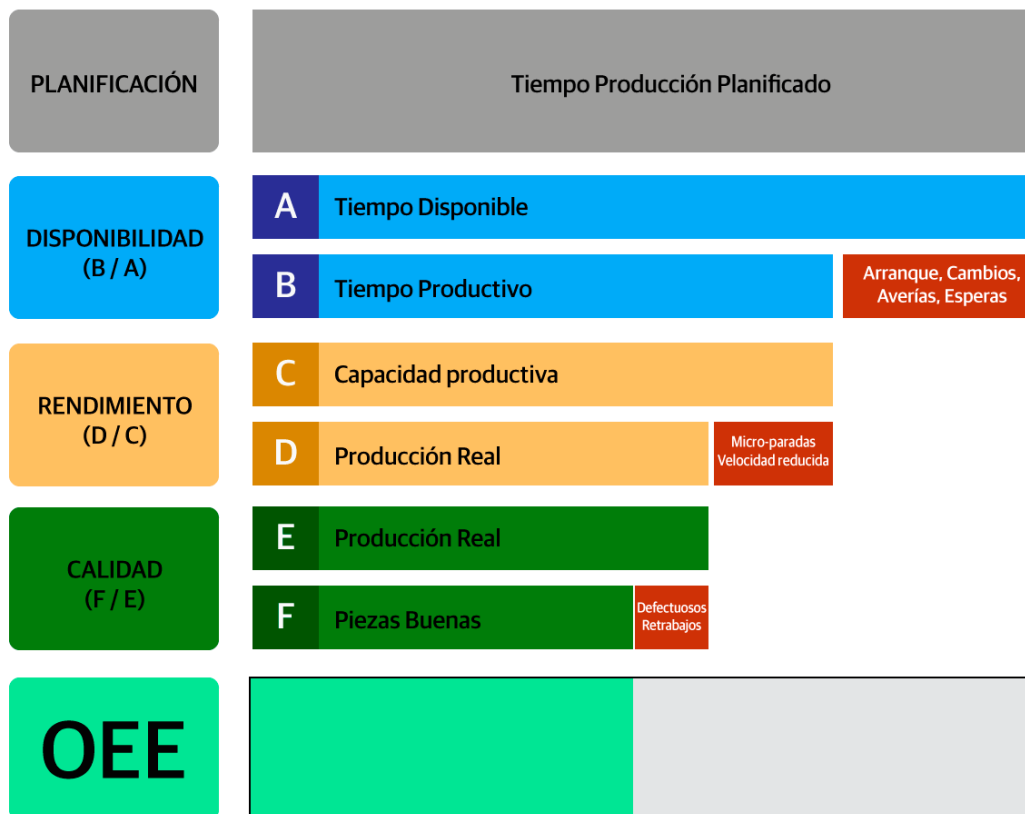 PLANIFICACIÓN
Tiempo Producción Planificado
DISPONIBILIDAD
(B / A)
A
Tiempo Disponible
B
Tiempo Productivo
Arranque, Cambios,
Averías, Esperas
RENDIMIENTO
(D / C)
C
Capacidad productiva
D
Producción Real
Micro-paradas
Velocidad reducida
CALIDAD
(F / E)
E
Producción Real
F
Piezas Buenas
Defectuosos
Retrabajos
OEE